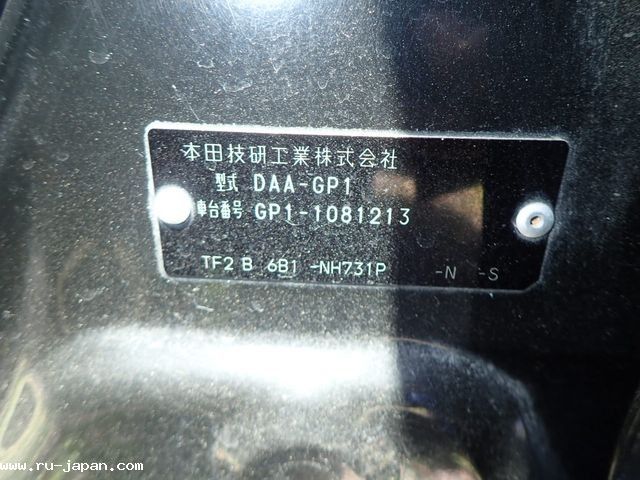 本田技研工業株式会社
型式 DAA-GP1
車台番号 GP1-1081213
TF2 B 6B1 -NH731P -N -S
www.ru-japan.com